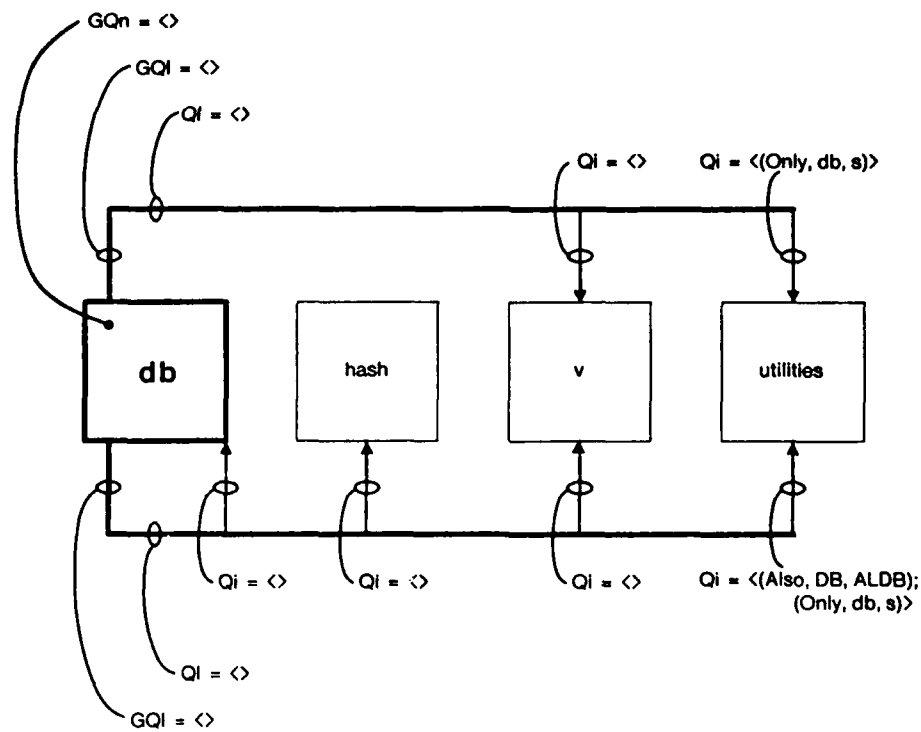 GQn = <>
GQl = <>
Ql = <>
Qi = <>
Qi = <(Only, db, s)>
db
hash
v
utilities
Qi = <>
Qi = <>
Qi = <>
Qi = <(Also, DB, ALDB);
(Only, db, s)>
Ql = <>
GQl = <>